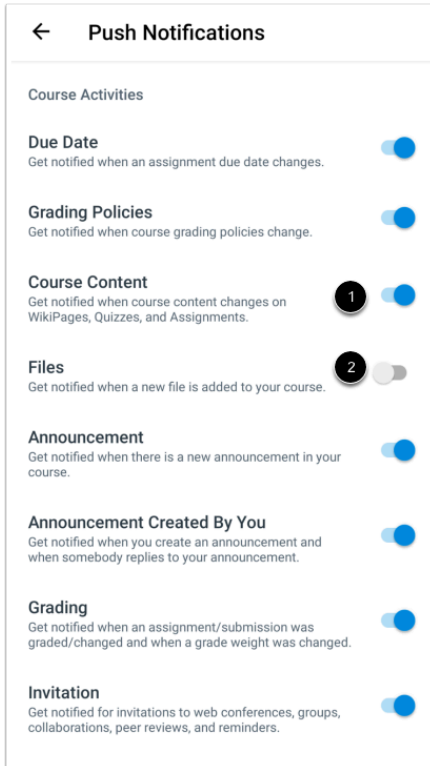 Push Notifications
Course Activities
Due Date
Get notified when an assignment due date changes.
Grading Policies
Get notified when course grading policies change.
Course Content
Get notified when course content changes on
WikiPages, Quizzes, and Assignments.
1
Files
Get notified when a new file is added to your course.
2
Announcement
Get notified when there is a new announcement in your
course.
Announcement Created By You
Get notified when you create an announcement and
when somebody replies to your announcement.
Grading
Get notified when an assignment/submission was
graded/changed and when a grade weight was changed.
Invitation
Get notified for invitations to web conferences, groups,
collaborations, peer reviews, and reminders.